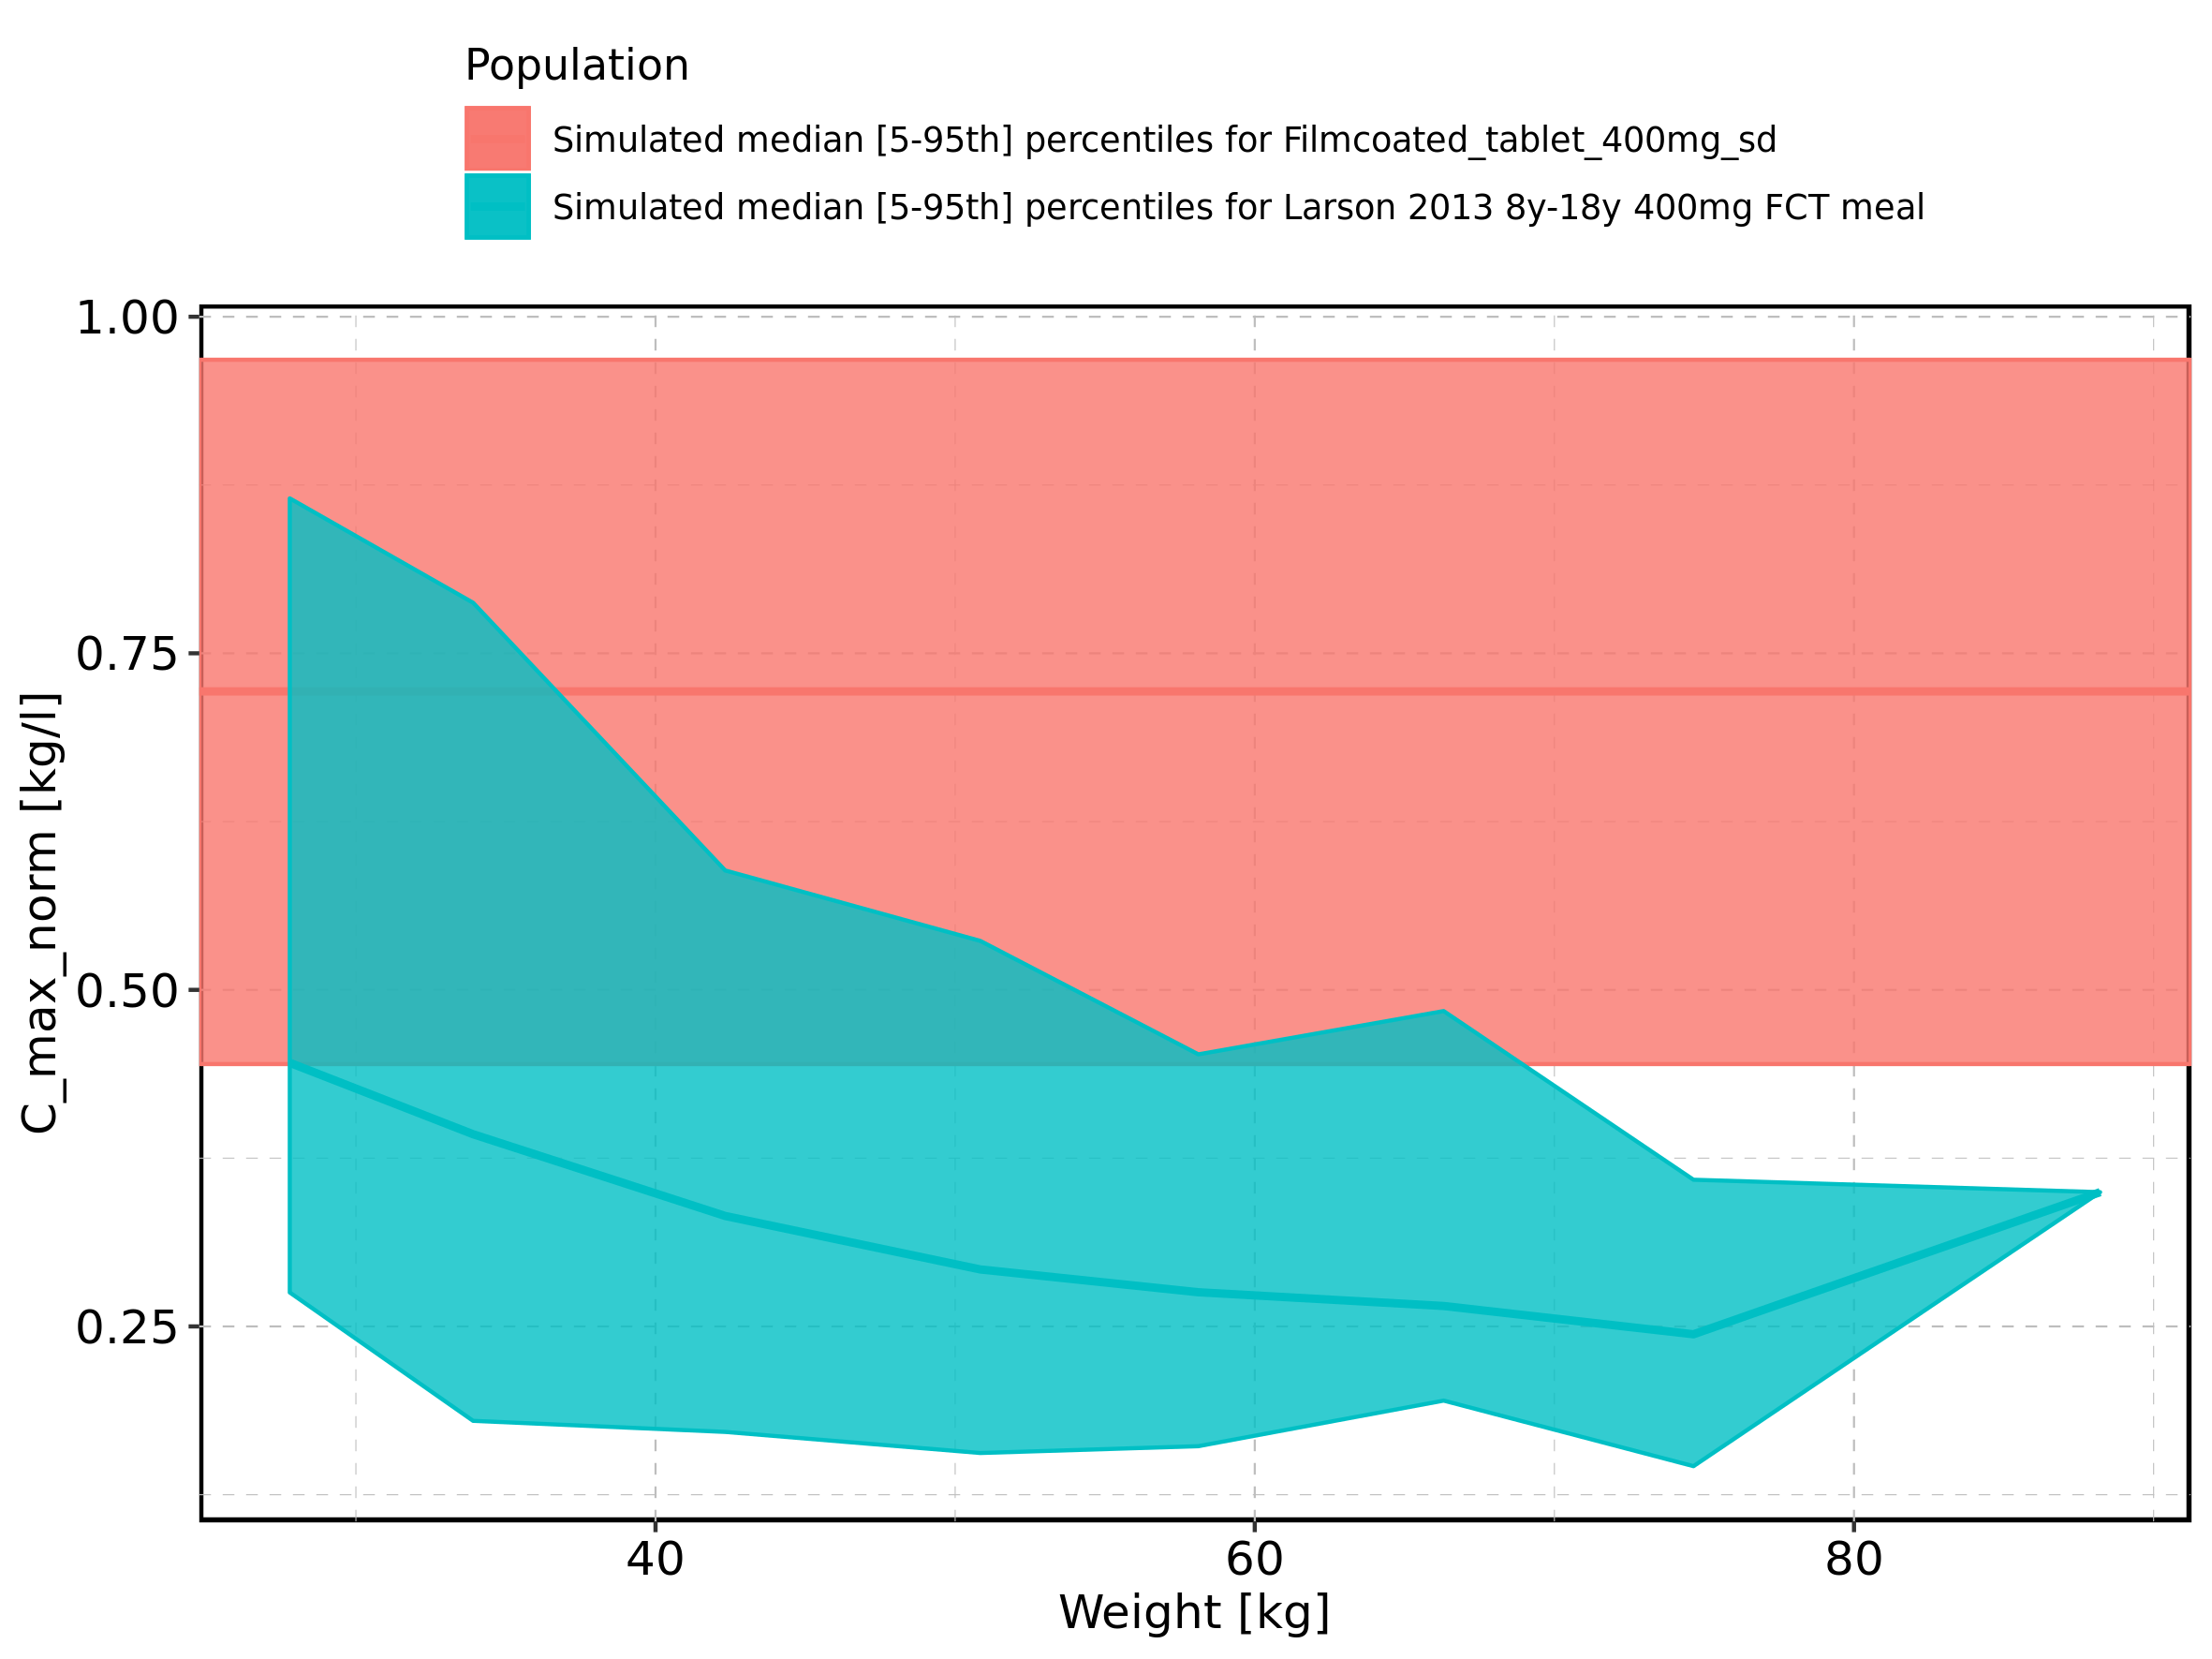 Population
Simulated median [5-95th] percentiles for Filmcoated_tablet_400mg_sd
Simulated median [5-95th] percentiles for Larson 2013 8y-18y 400mg FCT meal
1.00
0.75
0.50
0.25
C_max_norm [kg/l]
40 60 80
Weight [kg]